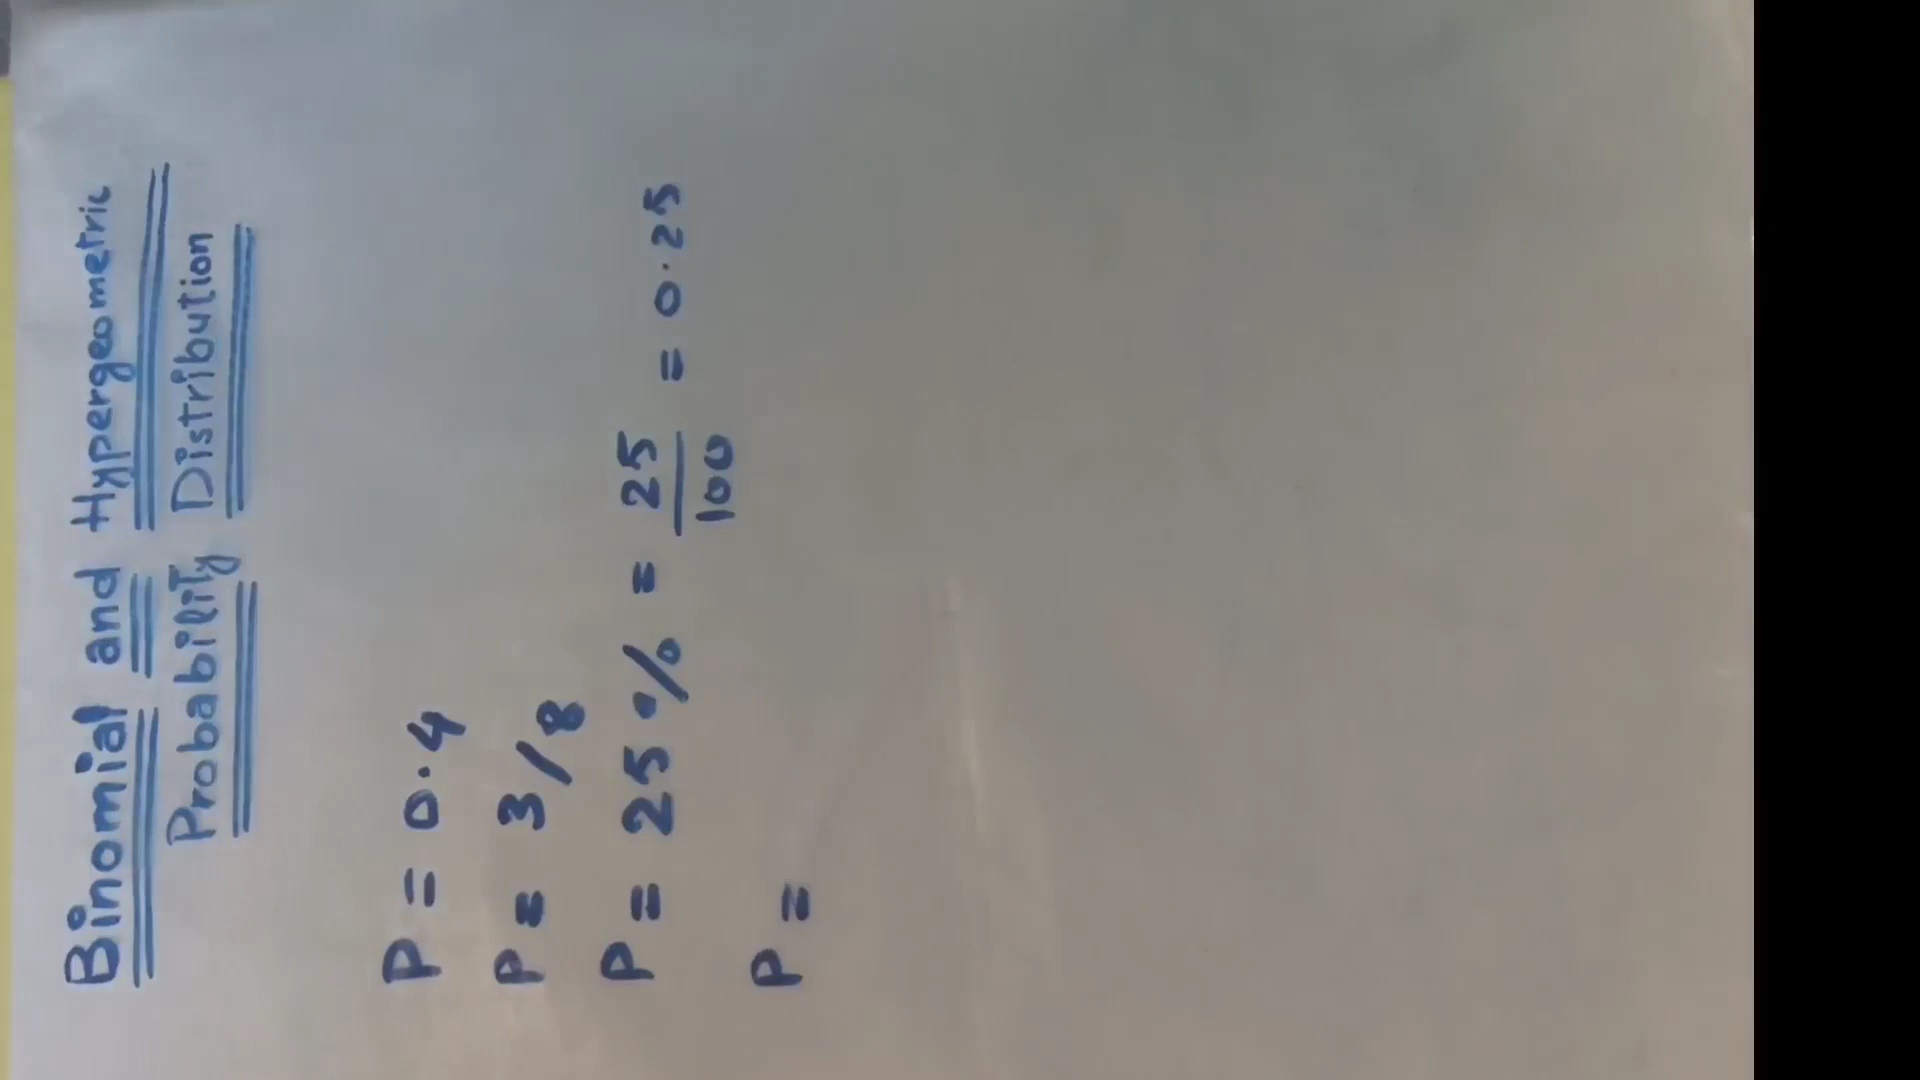 Binomial and Hypergeometric
Probability Distribution
P = 0.4
P = 3/8
P = 25% = 25/100 = 0.25
P =